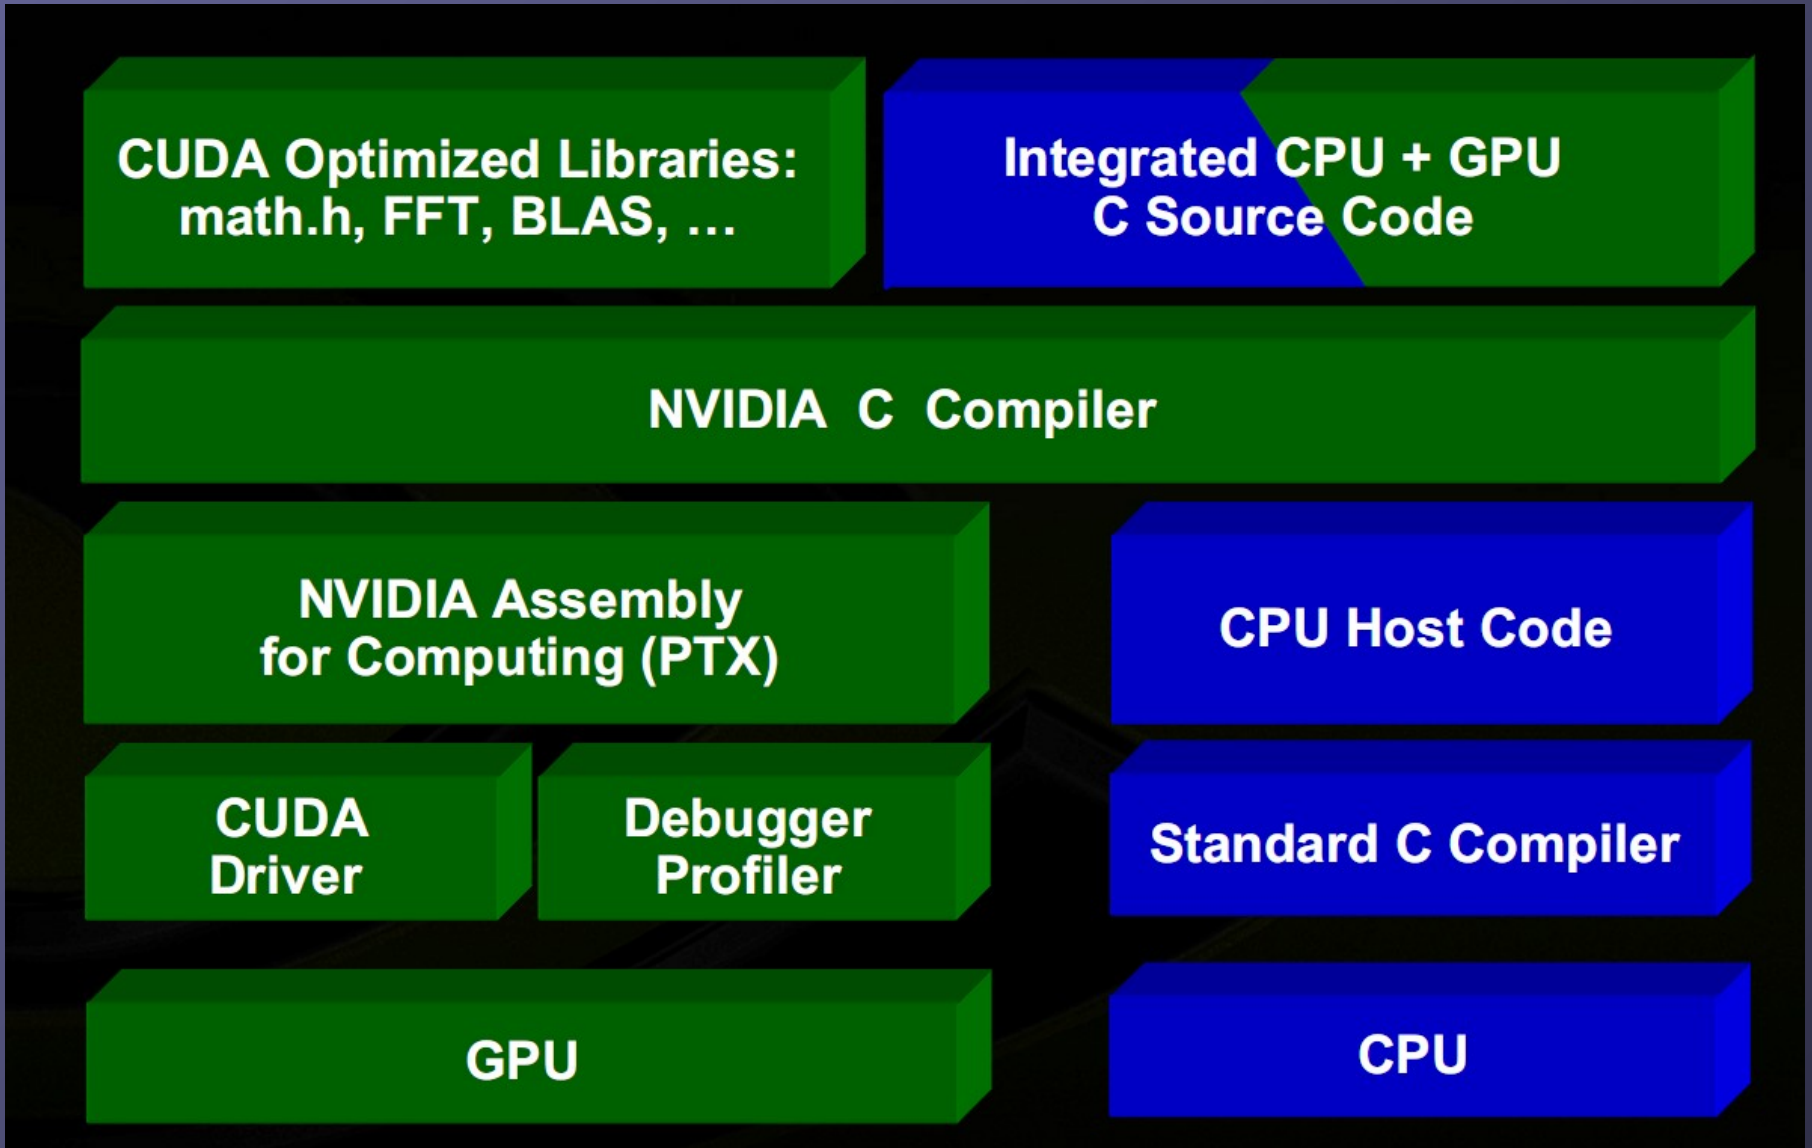 CUDA Optimized Libraries:
math.h, FFT, BLAS, …
Integrated CPU + GPU
C Source Code
NVIDIA C Compiler
NVIDIA Assembly
for Computing (PTX)
CPU Host Code
CUDA
Driver
Debugger
Profiler
Standard C Compiler
GPU
CPU